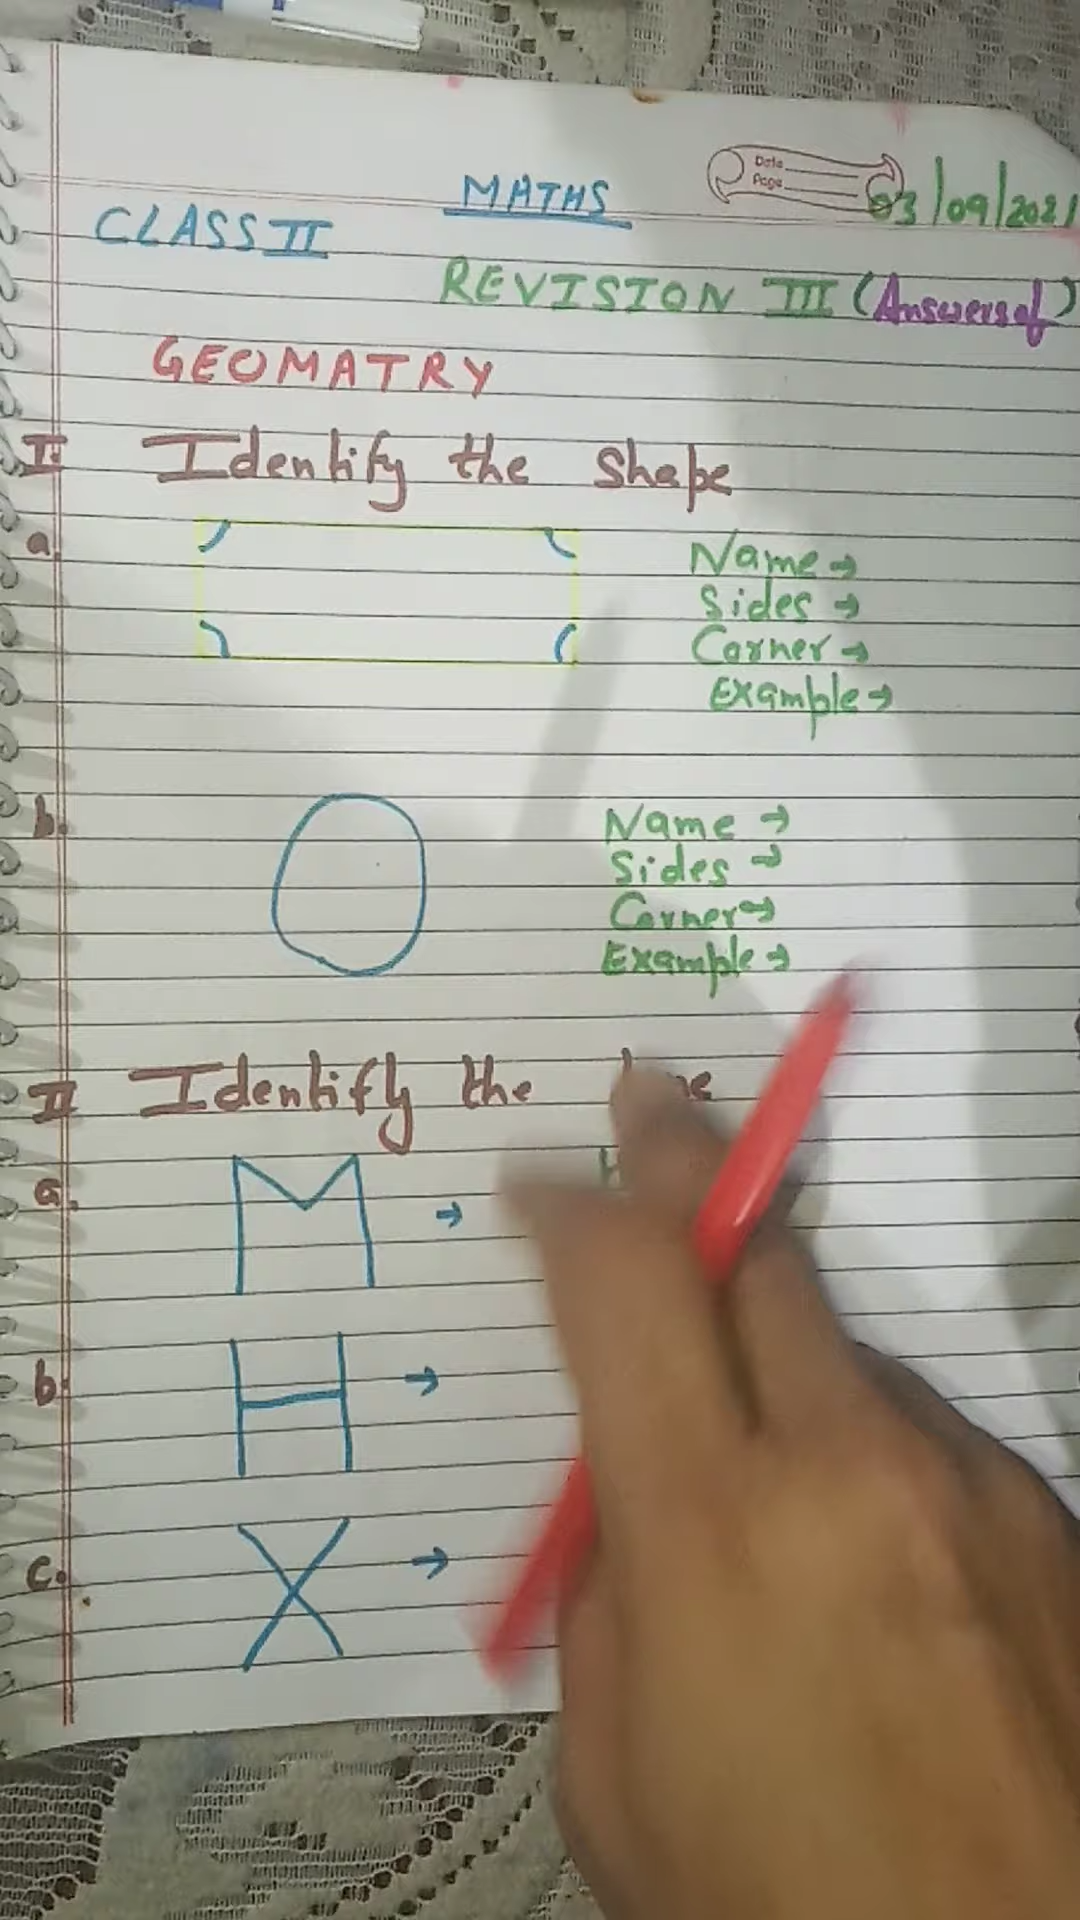 Date
Page
03/09/2021
MATHS
CLASS II
REVISION III (Answers of)
GEOMATRY
I. Identify the Shape
a.
Name →
Sides →
Corner →
Example →
b.
Name →
Sides →
Corner →
Example →
II Identifly the
a. M →
b. H →
c. X →